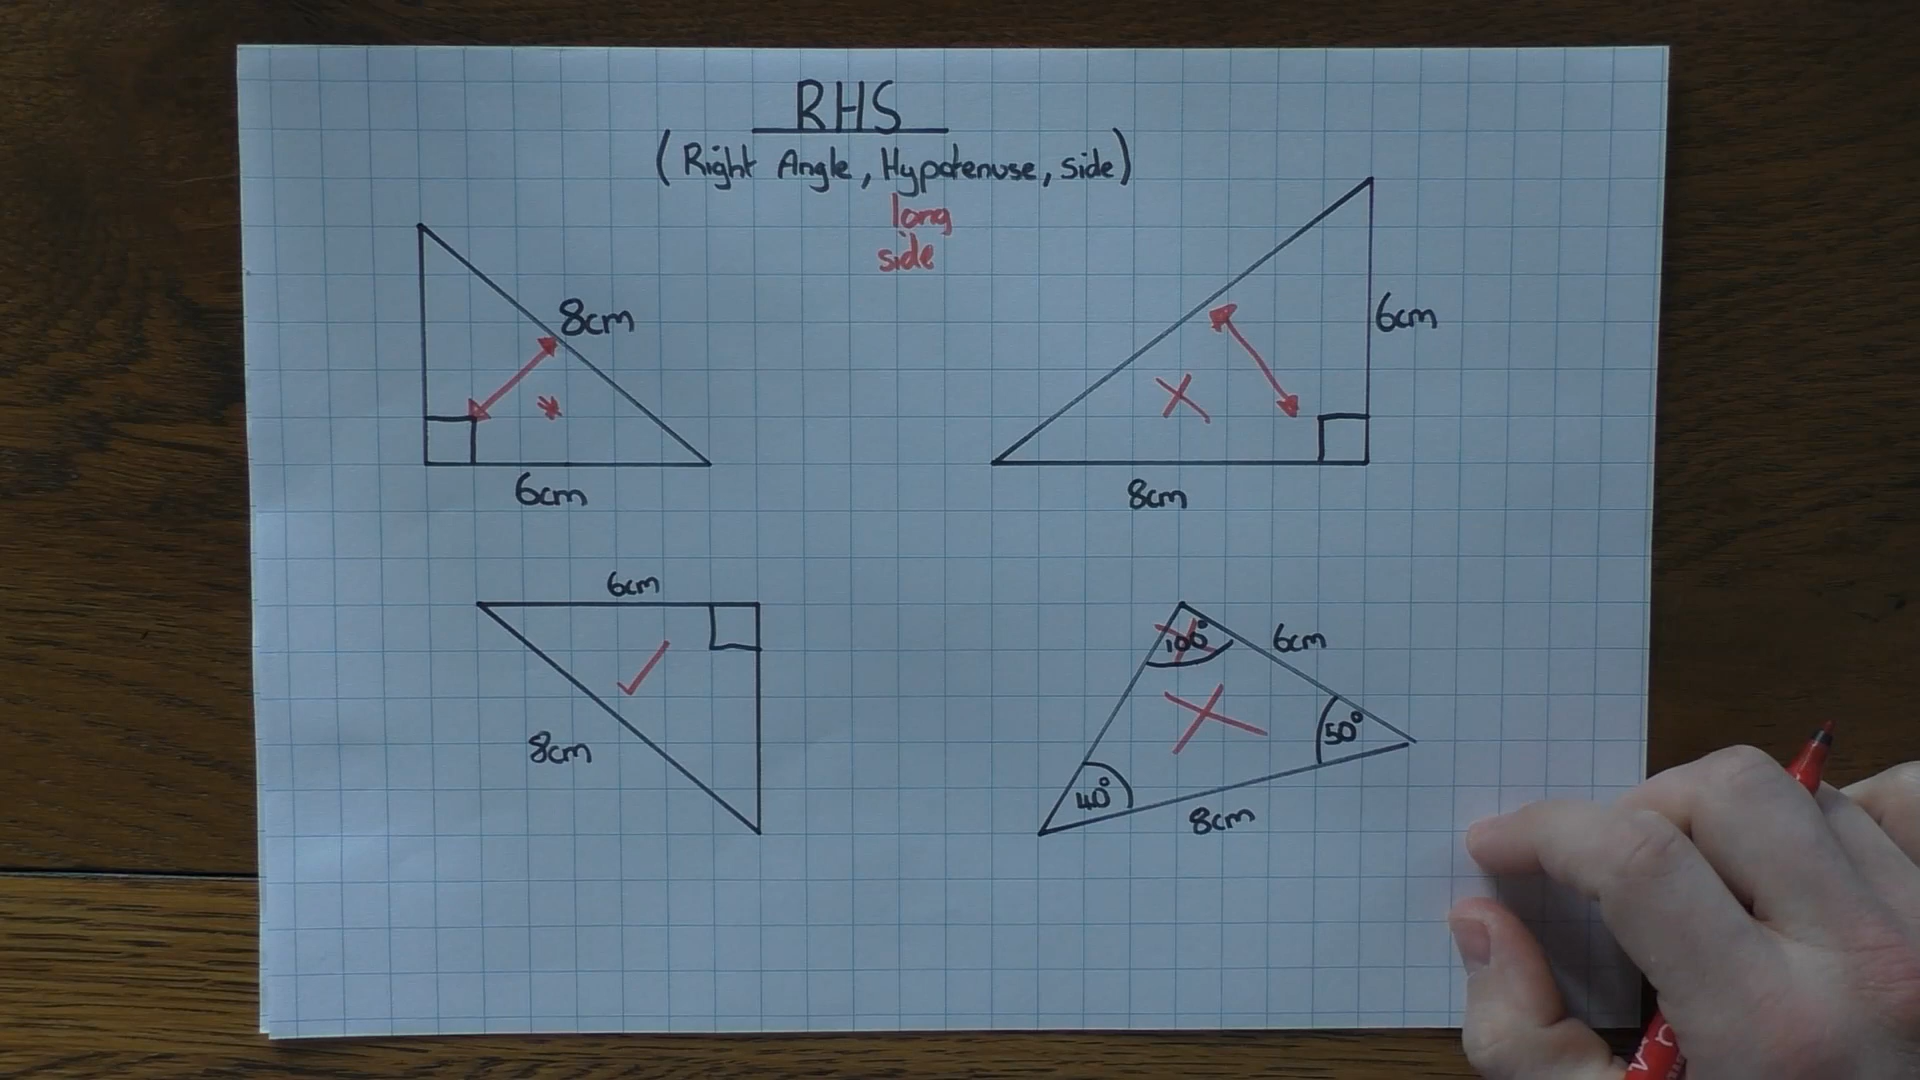 RHS
(Right Angle, Hypotenuse, side)
long
side
8cm
6cm
6cm
8cm
6cm
8cm
100°
6cm
50°
40°
8cm